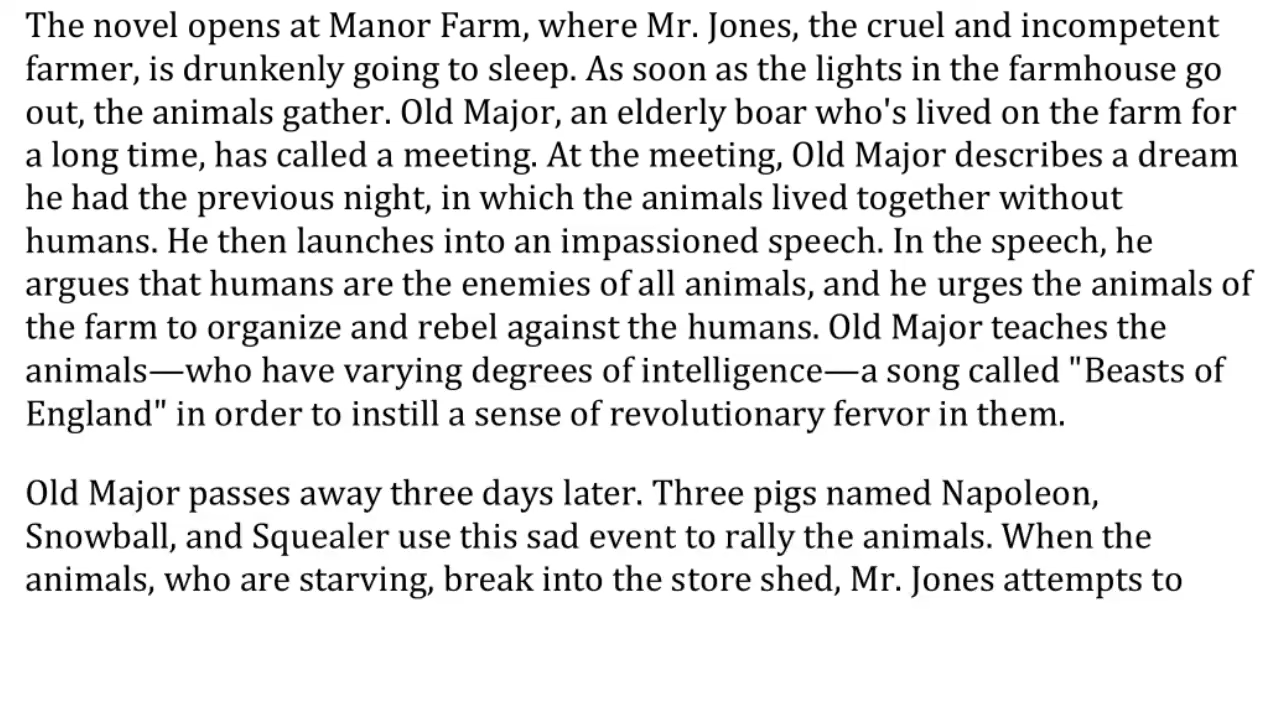 The novel opens at Manor Farm, where Mr. Jones, the cruel and incompetent
farmer, is drunkenly going to sleep. As soon as the lights in the farmhouse go
out, the animals gather. Old Major, an elderly boar who's lived on the farm for
a long time, has called a meeting. At the meeting, Old Major describes a dream
he had the previous night, in which the animals lived together without
humans. He then launches into an impassioned speech. In the speech, he
argues that humans are the enemies of all animals, and he urges the animals of
the farm to organize and rebel against the humans. Old Major teaches the
animals—who have varying degrees of intelligence—a song called "Beasts of
England" in order to instill a sense of revolutionary fervor in them.
Old Major passes away three days later. Three pigs named Napoleon,
Snowball, and Squealer use this sad event to rally the animals. When the
animals, who are starving, break into the store shed, Mr. Jones attempts to